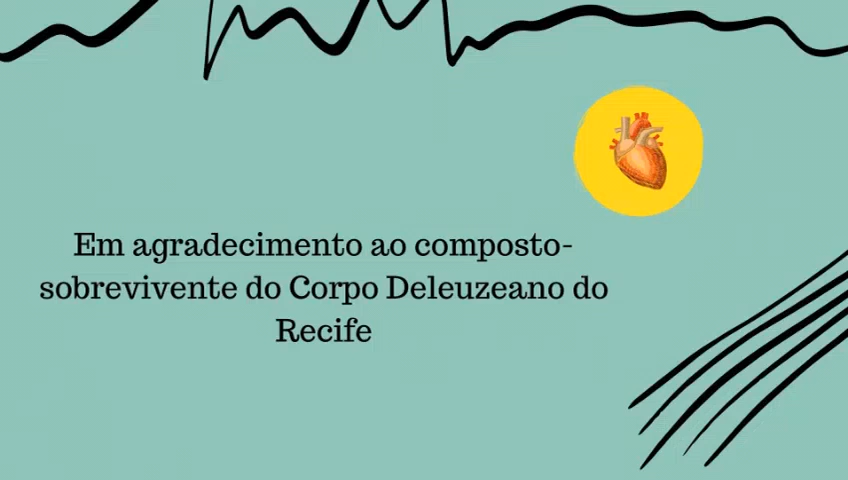 Em agradecimento ao composto-
sobrevivente do Corpo Deleuzeano do
Recife